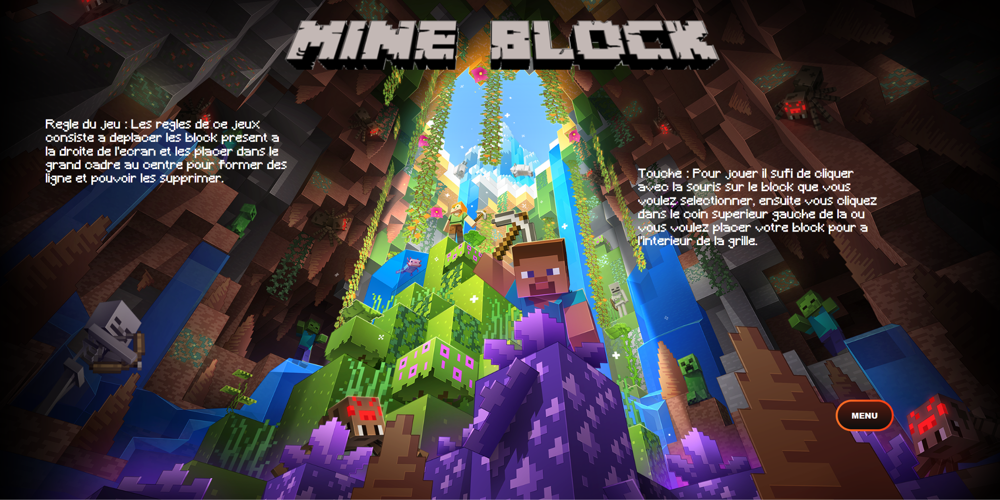 MINE BLOCK
Regle du jeu : Les regles de ce jeux
consiste a deplacer les block present a
la droite de l'ecran et les placer dans le
grand cadre au centre pour former des
ligne et pouvoir les supprimer.
Touche : Pour jouer il sufi de cliquer
avec la souris sur le block que vous
voulez selectionner, ensuite vous cliquez
dans le coin superieur gauche de la ou
vous voulez placer votre block pour a
l'interieur de la grille.
MENU